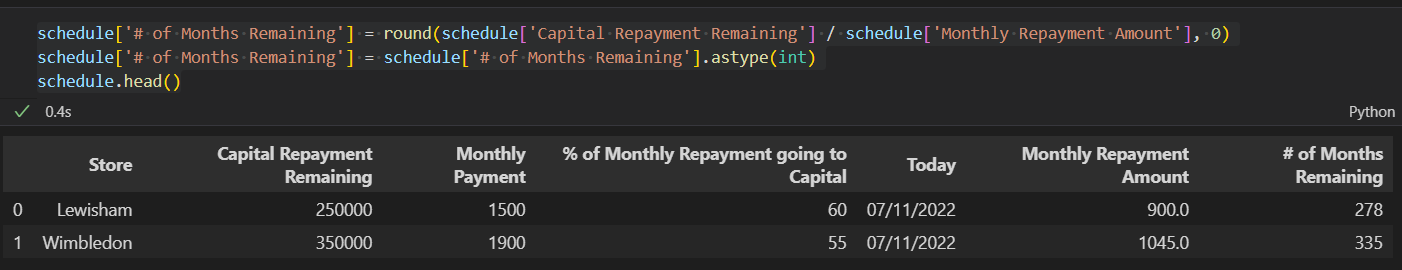 schedule['# of Months Remaining'] = round(schedule['Capital Repayment Remaining'] / schedule['Monthly Repayment Amount'], 0)
schedule['# of Months Remaining'] = schedule['# of Months Remaining'].astype(int)
schedule.head()
✓ 0.4s Python
Store Capital Repayment Remaining Monthly Payment % of Monthly Repayment going to Capital Today Monthly Repayment Amount # of Months Remaining
0 Lewisham 250000 1500 60 07/11/2022 900.0 278
1 Wimbledon 350000 1900 55 07/11/2022 1045.0 335